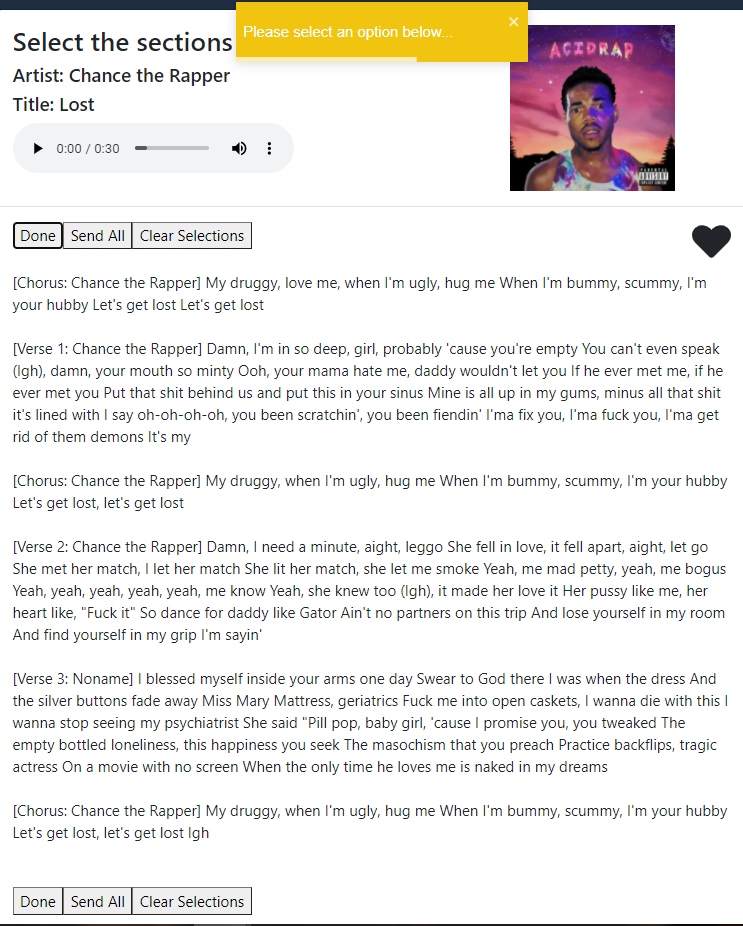 Please select an option below...
×
Select the sections
Artist: Chance the Rapper
Title: Lost
0:00 / 0:30
ACIDRAP
PARENTAL
ADVISORY
EXPLICIT CONTENT
Done
Send All
Clear Selections
[Chorus: Chance the Rapper] My druggy, love me, when I'm ugly, hug me When I'm bummy, scummy, I'm
your hubby Let's get lost Let's get lost
[Verse 1: Chance the Rapper] Damn, I'm in so deep, girl, probably 'cause you're empty You can't even speak
(Igh), damn, your mouth so minty Ooh, your mama hate me, daddy wouldn't let you If he ever met me, if he
ever met you Put that shit behind us and put this in your sinus Mine is all up in my gums, minus all that shit
it's lined with I say oh-oh-oh-oh, you been scratchin', you been fiendin' I'ma fix you, I'ma fuck you, I'ma get
rid of them demons It's my
[Chorus: Chance the Rapper] My druggy, when I'm ugly, hug me When I'm bummy, scummy, I'm your hubby
Let's get lost, let's get lost
[Verse 2: Chance the Rapper] Damn, I need a minute, aight, leggo She fell in love, it fell apart, aight, let go
She met her match, I let her match She lit her match, she let me smoke Yeah, me mad petty, yeah, me bogus
Yeah, yeah, yeah, yeah, yeah, me know Yeah, she knew too (Igh), it made her love it Her pussy like me, her
heart like, "Fuck it" So dance for daddy like Gator Ain't no partners on this trip And lose yourself in my room
And find yourself in my grip I'm sayin'
[Verse 3: Noname] I blessed myself inside your arms one day Swear to God there I was when the dress And
the silver buttons fade away Miss Mary Mattress, geriatrics Fuck me into open caskets, I wanna die with this I
wanna stop seeing my psychiatrist She said "Pill pop, baby girl, 'cause I promise you, you tweaked The
empty bottled loneliness, this happiness you seek The masochism that you preach Practice backflips, tragic
actress On a movie with no screen When the only time he loves me is naked in my dreams
[Chorus: Chance the Rapper] My druggy, when I'm ugly, hug me When I'm bummy, scummy, I'm your hubby
Let's get lost, let's get lost Igh
Done
Send All
Clear Selections